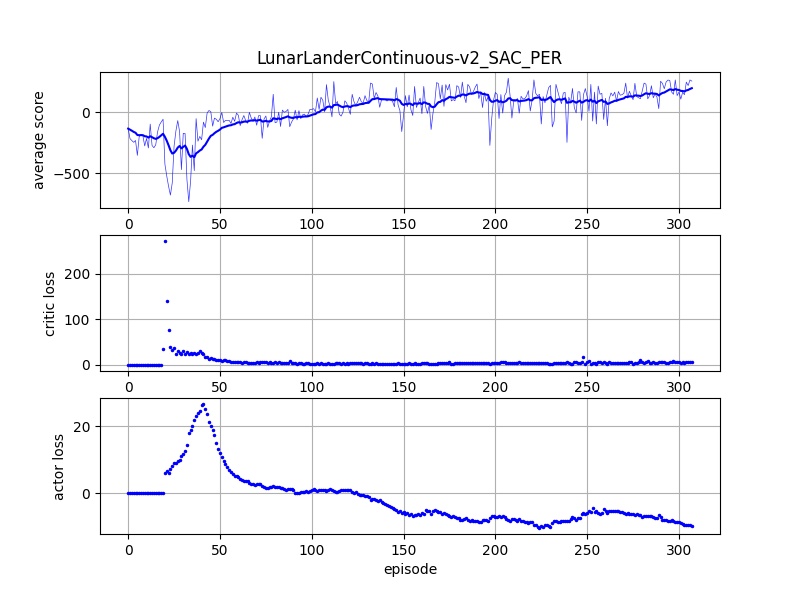 LunarLanderContinuous-v2_SAC_PER
average score
0
−500
0 50 100 150 200 250 300
critic loss
200
100
0
0 50 100 150 200 250 300
actor loss
20
0
0 50 100 150 200 250 300
episode